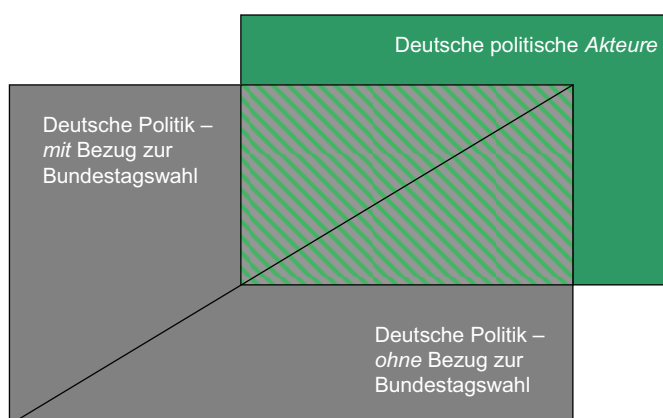 Deutsche politische Akteure
Deutsche Politik –
mit Bezug zur
Bundestagswahl
Deutsche Politik –
ohne Bezug zur
Bundestagswahl